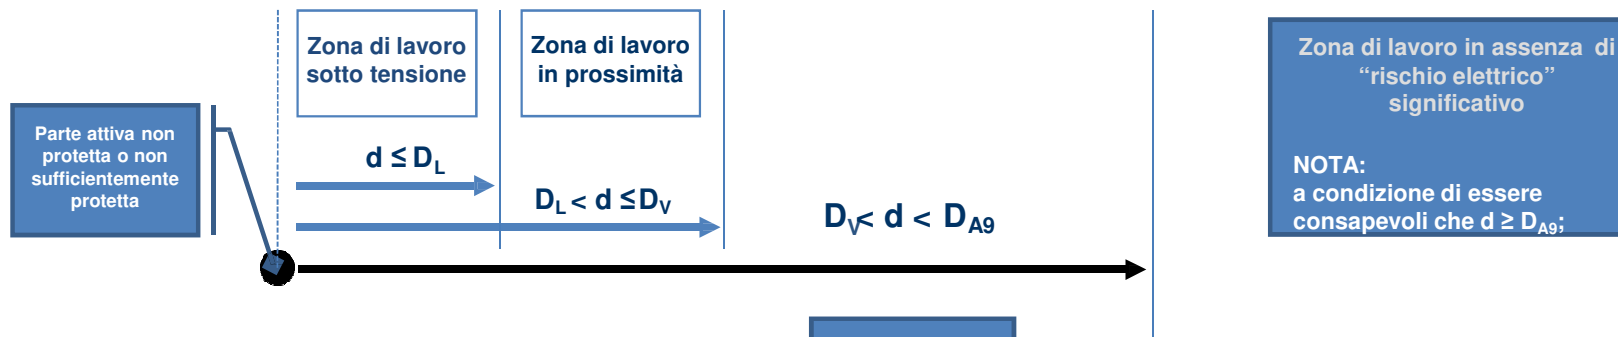 Zona di lavoro
sotto tensione
Zona di lavoro
in prossimità
Zona di lavoro in assenza di
“rischio elettrico”
significativo
NOTA:
a condizione di essere
consapevoli che d ≥ DA9;
Parte attiva non
protetta o non
sufficientemente
protetta
d ≤ DL
DL < d ≤DV
DV< d < DA9